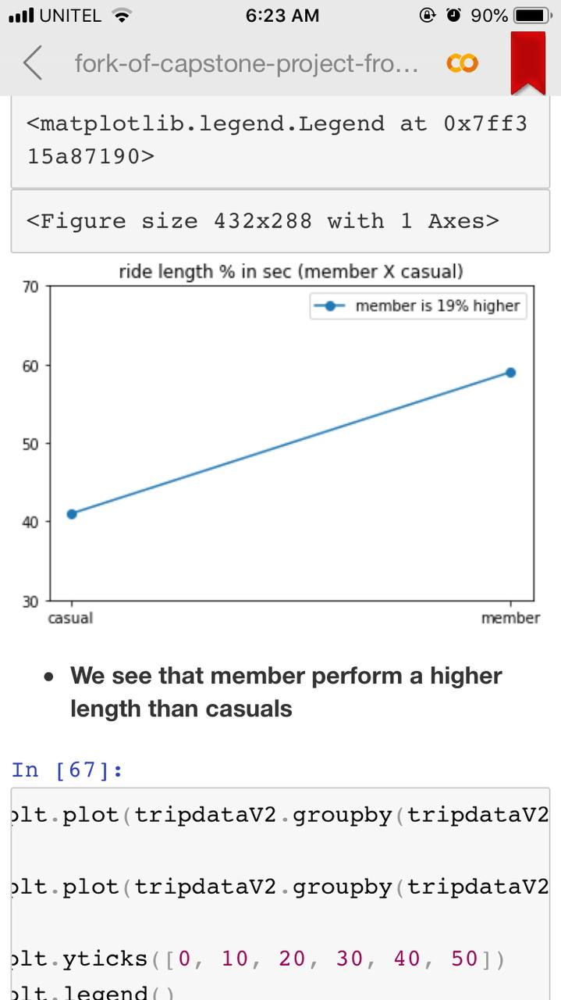 UNITEL 6:23 AM 90%
fork-of-capstone-project-fro...
<matplotlib.legend.Legend at 0x7ff3
15a87190>
<Figure size 432x288 with 1 Axes>
ride length % in sec (member X casual)
70
member is 19% higher
60
50
40
30
casual member
• We see that member perform a higher
length than casuals
In [67]:
plt.plot(tripdataV2.groupby(tripdataV2
plt.plot(tripdataV2.groupby(tripdataV2
plt.yticks([0, 10, 20, 30, 40, 50])
plt.legend()